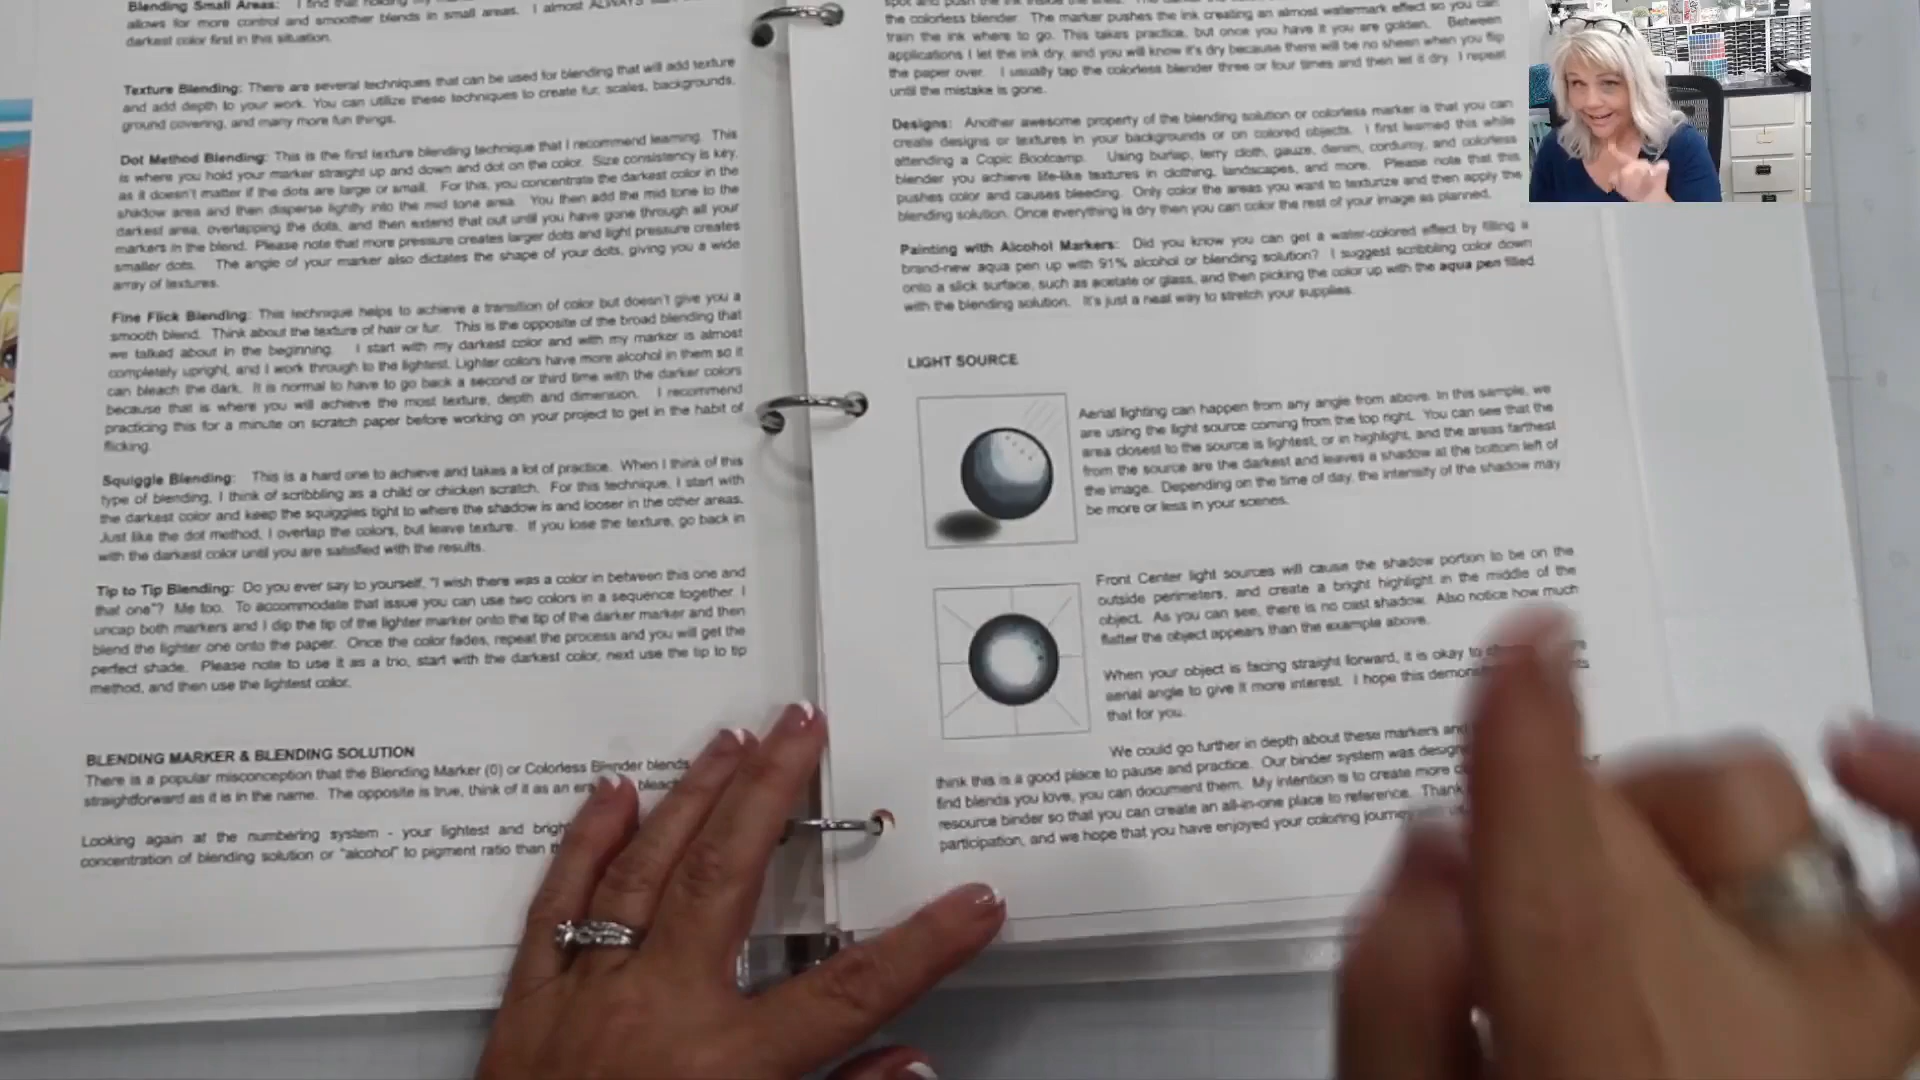 Blending Small Areas: I find that holding my
allows for more control and smoother blends in small areas. I almost ALWAYS
darkest color first in this situation.
Texture Blending: There are several techniques that can be used for blending that will add texture
and add depth to your work. You can utilize these techniques to create fur, scales, backgrounds,
ground covering, and many more fun things.
Dot Method Blending: This is the first texture blending technique that I recommend learning. This
is where you hold your marker straight up and down and dot on the color. Size consistency is key,
as it doesn't matter if the dots are large or small. For this, you concentrate the darkest color in the
shadow area and then disperse lightly into the mid tone area. You then add the mid tone to the
darkest area, overlapping the dots, and then extend that out until you have gone through all your
markers in the blend. Please note that more pressure creates larger dots and light pressure creates
smaller dots. The angle of your marker also dictates the shape of your dots, giving you a wide
array of textures.
Fine Flick Blending: This technique helps to achieve a transition of color but doesn't give you a
smooth blend. Think about the texture of hair or fur. This is the opposite of the broad blending that
we talked about in the beginning. I start with my darkest color and with my marker is almost
completely upright, and I work through to the lightest. Lighter colors have more alcohol in them so it
can bleach the dark. It is normal to have to go back a second or third time with the darker colors
because that is where you will achieve the most texture, depth and dimension. I recommend
practicing this for a minute on scratch paper before working on your project to get in the habit of
flicking.
Squiggle Blending: This is a hard one to achieve and takes a lot of practice. When I think of this
type of blending, I think of scribbling as a child or chicken scratch. For this technique, I start with
the darkest color and keep the squiggles tight to where the shadow is and looser in the other areas.
Just like the dot method, I overlap the colors, but leave texture. If you lose the texture, go back in
with the darkest color until you are satisfied with the results.
Tip to Tip Blending: Do you ever say to yourself, "I wish there was a color in between this one and
that one"? Me too. To accommodate that issue you can use two colors in a sequence together. I
uncap both markers and I dip the tip of the lighter marker onto the tip of the darker marker and then
blend the lighter one onto the paper. Once the color fades, repeat the process and you will get the
perfect shade. Please note to use it as a trio, start with the darkest color, next use the tip to tip
method, and then use the lightest color.
BLENDING MARKER & BLENDING SOLUTION
There is a popular misconception that the Blending Marker (0) or Colorless Blender blends
straightforward as it is in the name. The opposite is true, think of it as an
Looking again at the numbering system - your lightest and
concentration of blending solution or "alcohol" to pigment ratio than
spot and push the ink inside the
the colorless blender. The marker pushes the ink creating an almost watermark effect so you can
train the ink where to go. This takes practice, but once you have it you are golden. Between
applications I let the ink dry, and you will know it's dry because there will be no sheen when you flip
the paper over. I usually tap the colorless blender three or four times and then let it dry. I repeat
until the mistake is gone.
Designs: Another awesome property of the blending solution or colorless marker is that you can
create designs or textures in your backgrounds or on colored objects. I first learned this while
attending a Copic Bootcamp. Using burlap, terry cloth, gauze, denim, corduroy, and colorless
blender you achieve life-like textures in clothing, landscapes, and more. Please note that this
pushes color and causes bleeding. Only color the areas you want to texturize and then apply the
blending solution. Once everything is dry then you can color the rest of your image as planned.
Painting with Alcohol Markers: Did you know you can get a water-colored effect by filling a
brand-new aqua pen up with 91% alcohol or blending solution? I suggest scribbling color down
onto a slick surface, such as acetate or glass, and then picking the color up with the aqua pen filled
with the blending solution. It's just a neat way to stretch your supplies.
LIGHT SOURCE
Aerial lighting can happen from any angle from above. In this sample, we
are using the light source coming from the top right. You can see that the
area closest to the source is lightest, or in highlight, and the areas farthest
from the source are the darkest and leaves a shadow at the bottom left of
the image. Depending on the time of day, the intensity of the shadow may
be more or less in your scenes.
Front Center light sources will cause the shadow portion to be on the
outside perimeters, and create a bright highlight in the middle of the
object. As you can see, there is no cast shadow. Also notice how much
flatter the object appears than the example above.
When your object is facing straight forward, it is okay to
aerial angle to give it more interest. I hope this
that for you.
We could go further in depth about these markers and
think this is a good place to pause and practice. Our binder system was
find blends you love, you can document them. My intention is to create more
resource binder so that you can create an all-in-one place to reference. Thank
participation, and we hope that you have enjoyed your coloring journey